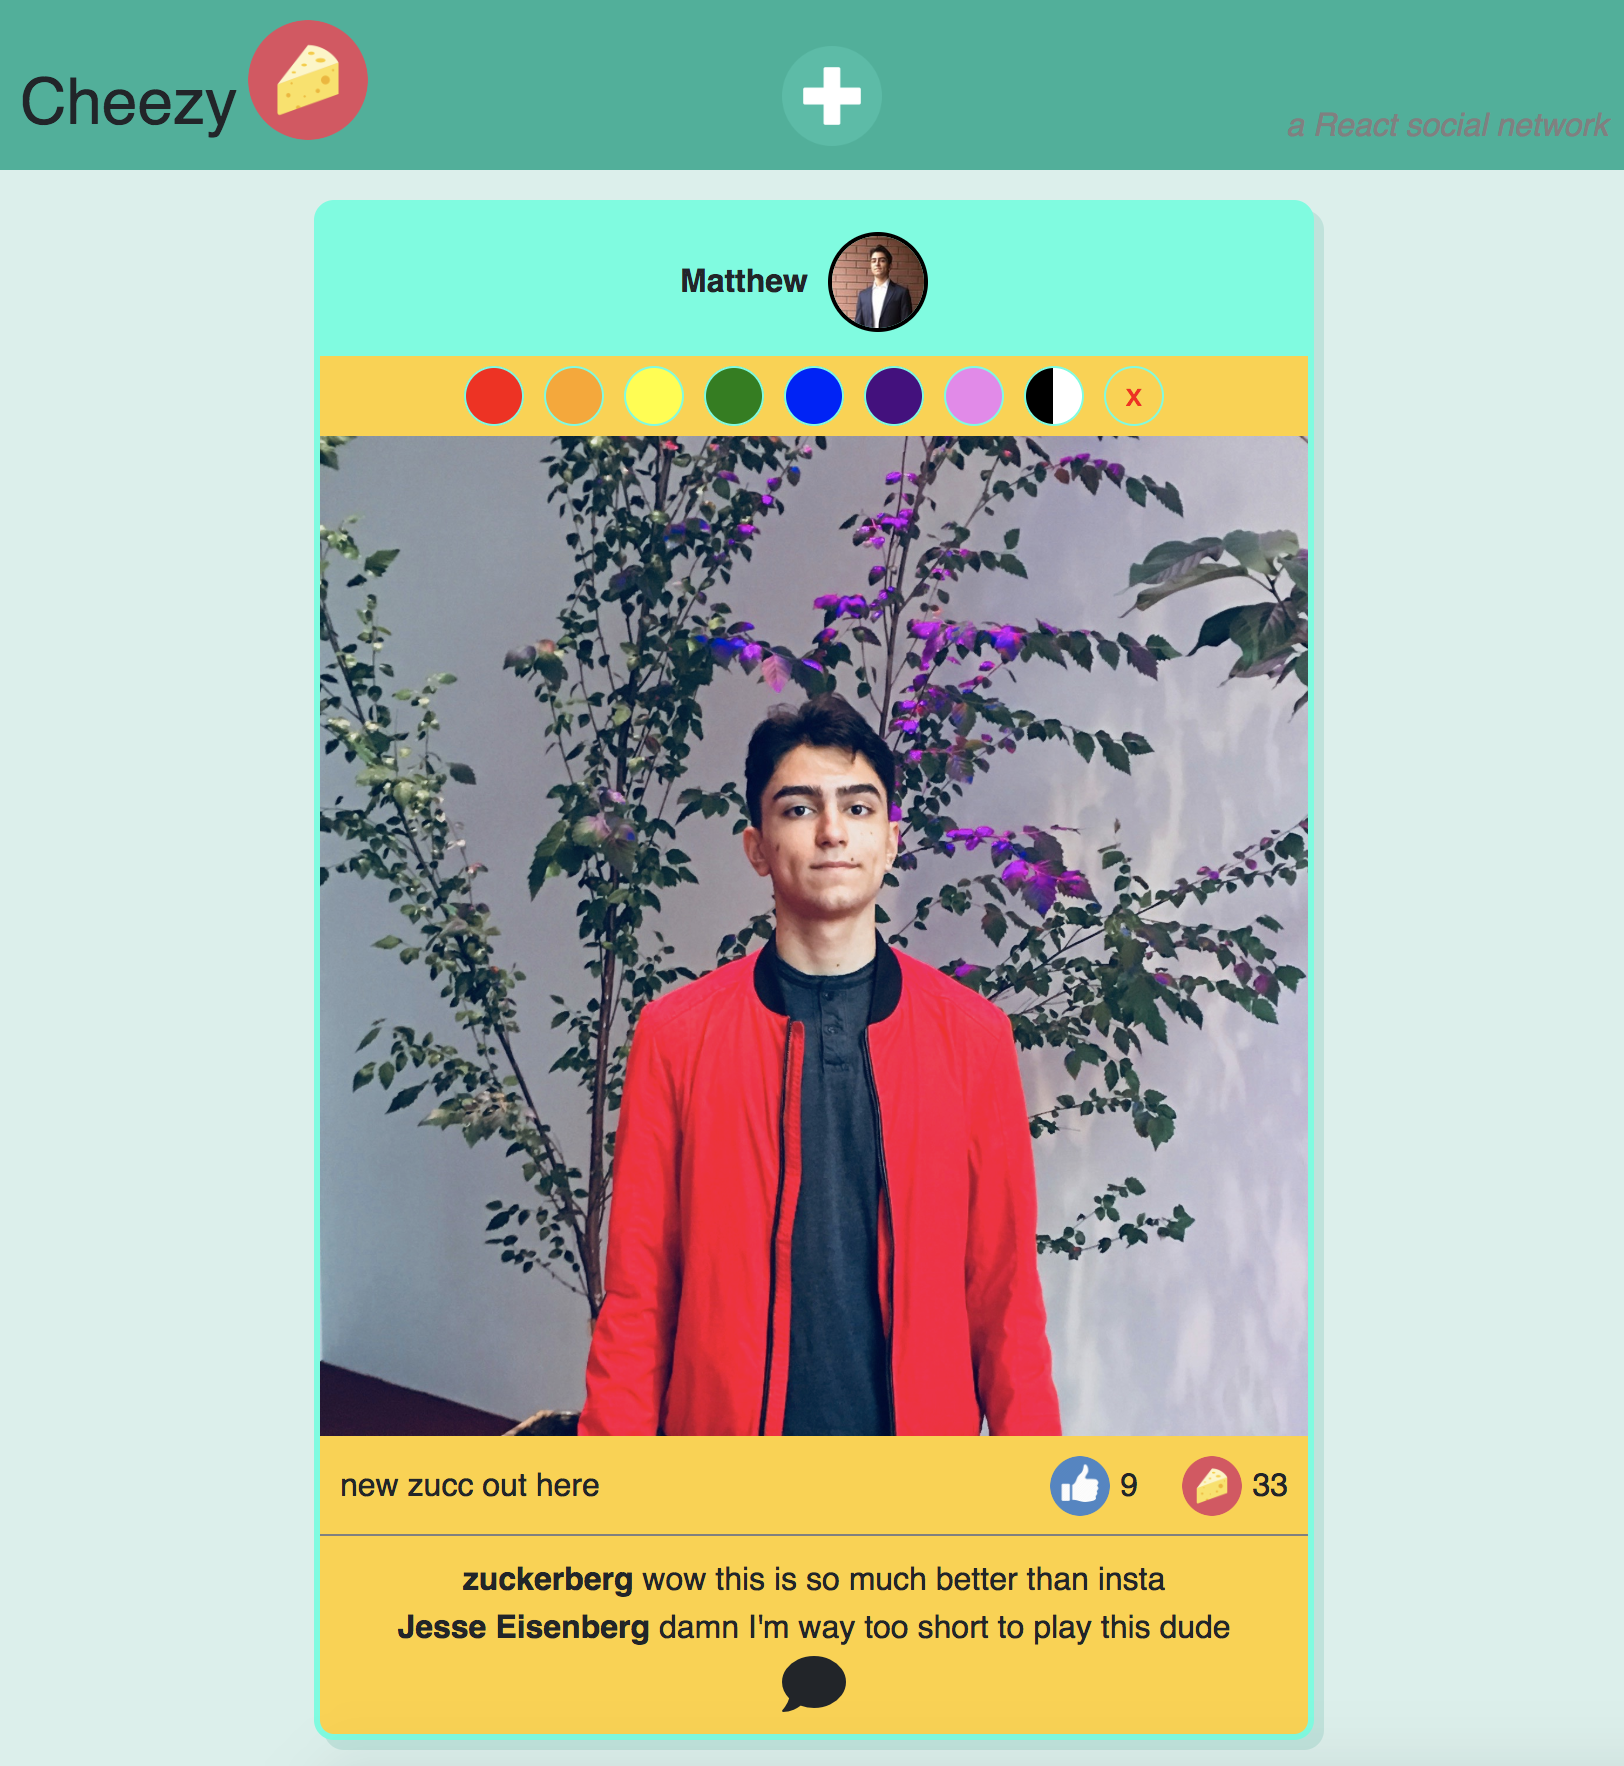 Cheezy
a React social network
Matthew
x
new zucc out here
9
33
zuckerberg wow this is so much better than insta
Jesse Eisenberg damn I'm way too short to play this dude